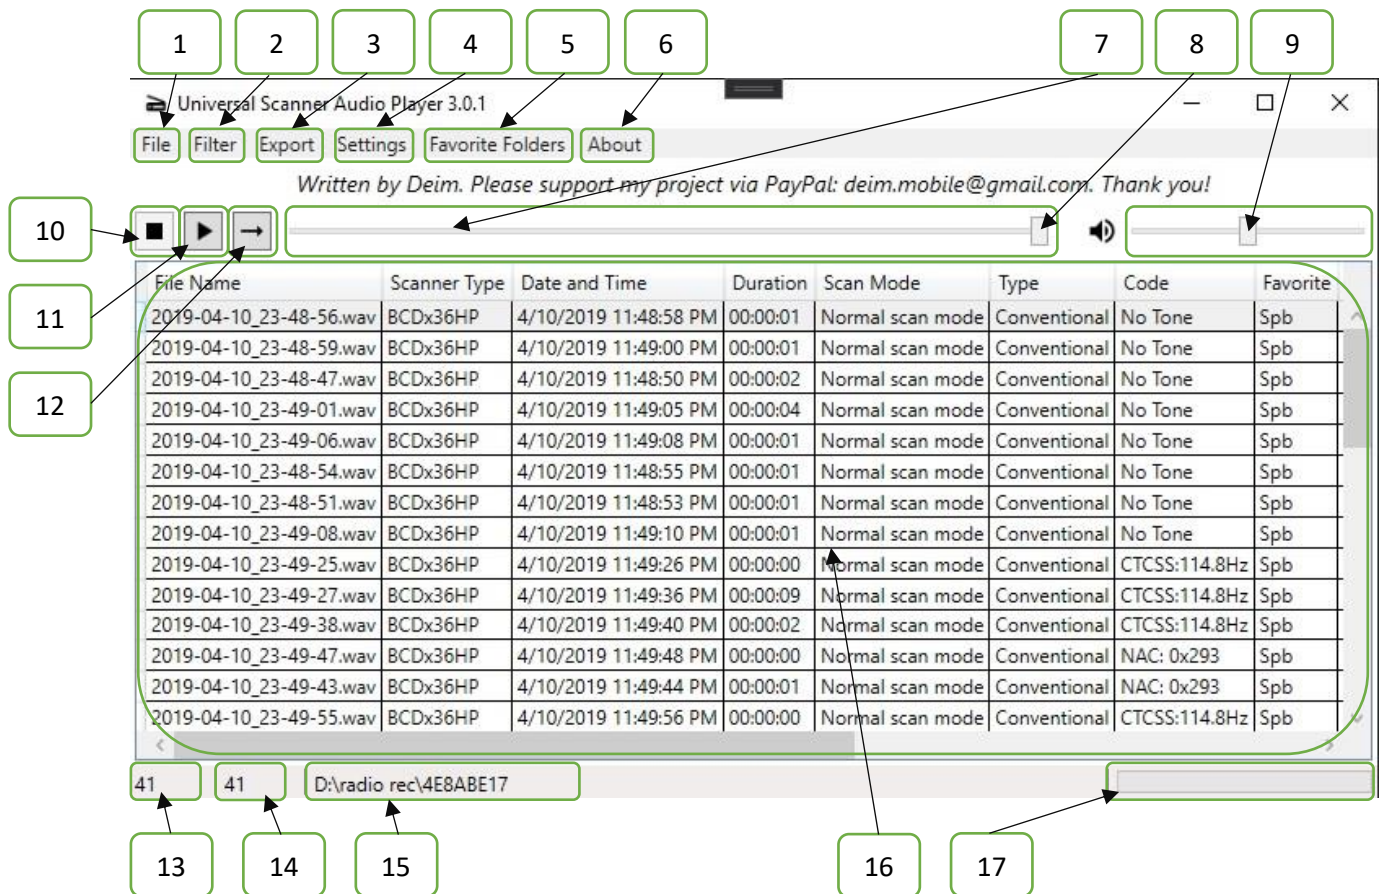 1 2 3 4 5 6 7 8 9
Universal Scanner Audio Player 3.0.1
File Filter Export Settings Favorite Folders About
Written by Deim. Please support my project via PayPal: deim.mobile@gmail.com. Thank you!
10
11
12
File Name Scanner Type Date and Time Duration Scan Mode Type Code Favorite
2019-04-10_23-48-56.wav BCDx36HP 4/10/2019 11:48:58 PM 00:00:01 Normal scan mode Conventional No Tone Spb
2019-04-10_23-48-59.wav BCDx36HP 4/10/2019 11:49:00 PM 00:00:01 Normal scan mode Conventional No Tone Spb
2019-04-10_23-48-47.wav BCDx36HP 4/10/2019 11:48:50 PM 00:00:02 Normal scan mode Conventional No Tone Spb
2019-04-10_23-49-01.wav BCDx36HP 4/10/2019 11:49:05 PM 00:00:04 Normal scan mode Conventional No Tone Spb
2019-04-10_23-49-06.wav BCDx36HP 4/10/2019 11:49:08 PM 00:00:01 Normal scan mode Conventional No Tone Spb
2019-04-10_23-48-54.wav BCDx36HP 4/10/2019 11:48:55 PM 00:00:01 Normal scan mode Conventional No Tone Spb
2019-04-10_23-48-51.wav BCDx36HP 4/10/2019 11:48:53 PM 00:00:01 Normal scan mode Conventional No Tone Spb
2019-04-10_23-49-08.wav BCDx36HP 4/10/2019 11:49:10 PM 00:00:01 Normal scan mode Conventional No Tone Spb
2019-04-10_23-49-25.wav BCDx36HP 4/10/2019 11:49:26 PM 00:00:00 Normal scan mode Conventional CTCSS:114.8Hz Spb
2019-04-10_23-49-27.wav BCDx36HP 4/10/2019 11:49:36 PM 00:00:09 Normal scan mode Conventional CTCSS:114.8Hz Spb
2019-04-10_23-49-38.wav BCDx36HP 4/10/2019 11:49:40 PM 00:00:02 Normal scan mode Conventional CTCSS:114.8Hz Spb
2019-04-10_23-49-47.wav BCDx36HP 4/10/2019 11:49:48 PM 00:00:00 Normal scan mode Conventional NAC: 0x293 Spb
2019-04-10_23-49-43.wav BCDx36HP 4/10/2019 11:49:44 PM 00:00:01 Normal scan mode Conventional NAC: 0x293 Spb
2019-04-10_23-49-55.wav BCDx36HP 4/10/2019 11:49:56 PM 00:00:00 Normal scan mode Conventional CTCSS:114.8Hz Spb
41 41 D:\radio rec\4E8ABE17
13 14 15 16 17